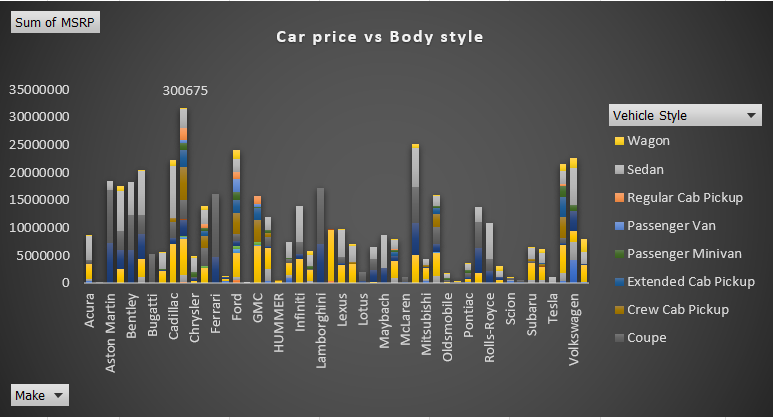 Sum of MSRP
Car price vs Body style
300675
35000000
30000000
25000000
20000000
15000000
10000000
5000000
0
Acura
Aston Martin
Bentley
Bugatti
Cadillac
Chrysler
Ferrari
Ford
GMC
HUMMER
Infiniti
Lamborghini
Lexus
Lotus
Maybach
McLaren
Mitsubishi
Oldsmobile
Pontiac
Rolls-Royce
Scion
Subaru
Tesla
Volkswagen
Vehicle Style
Wagon
Sedan
Regular Cab Pickup
Passenger Van
Passenger Minivan
Extended Cab Pickup
Crew Cab Pickup
Coupe
Make